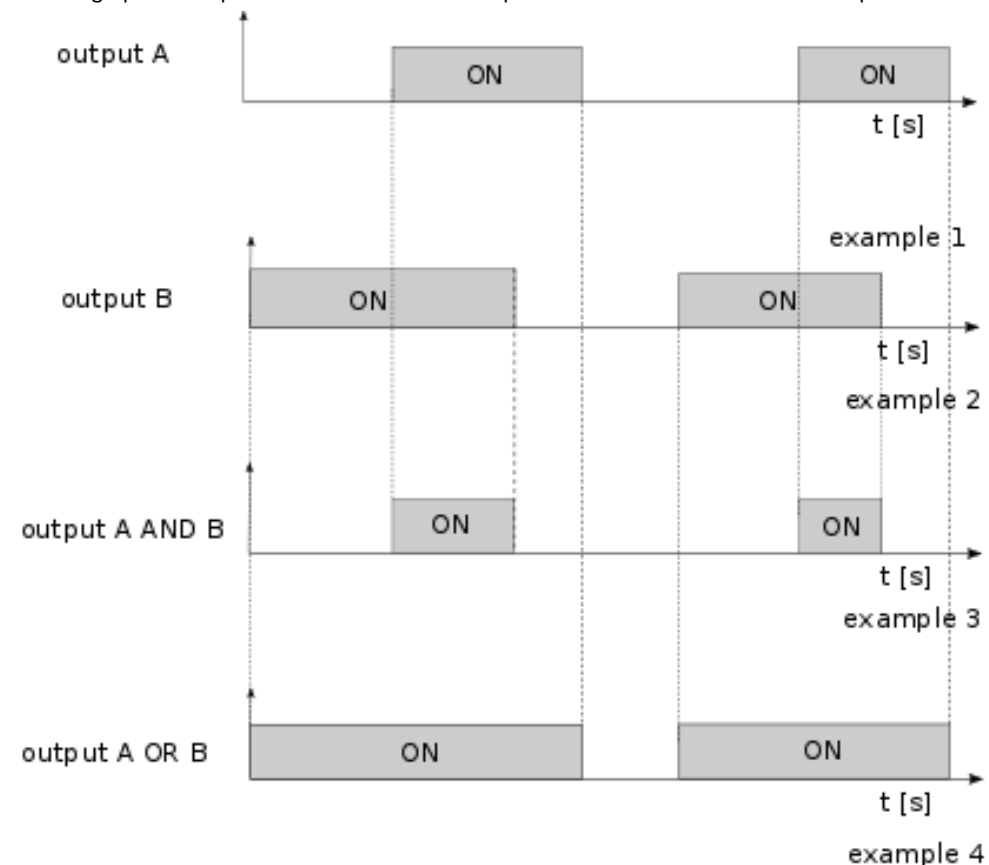 output A
ON
ON
t [s]
example 1
output B
ON
ON
t [s]
example 2
output A AND B
ON
ON
t [s]
example 3
output A OR B
ON
ON
t [s]
example 4